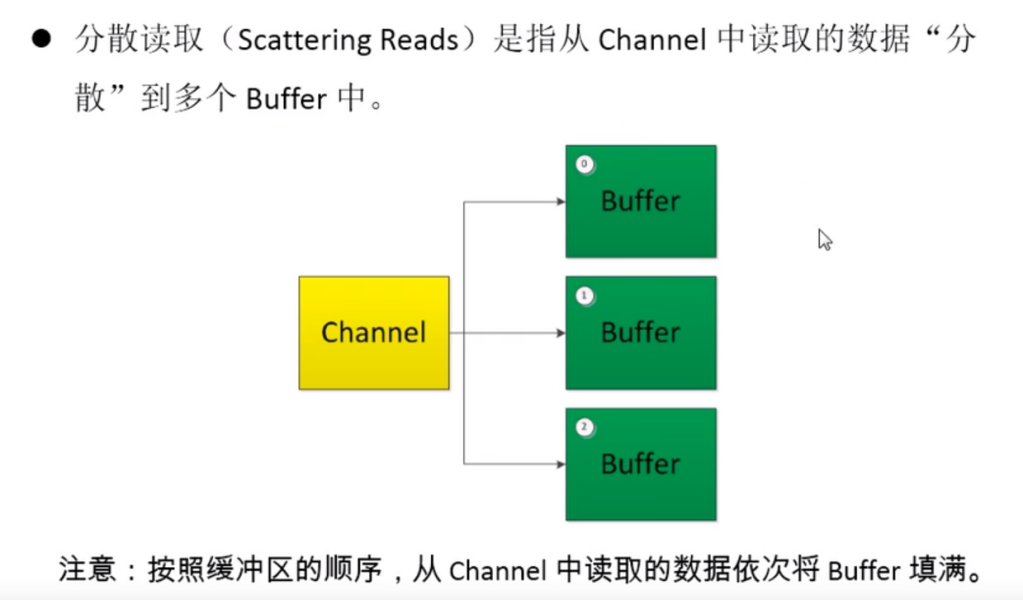 ● 分散读取（Scattering Reads）是指从 Channel 中读取的数据“分
散”到多个 Buffer 中。
0
Buffer
Channel
1
Buffer
2
Buffer
注意：按照缓冲区的顺序，从 Channel 中读取的数据依次将 Buffer 填满。